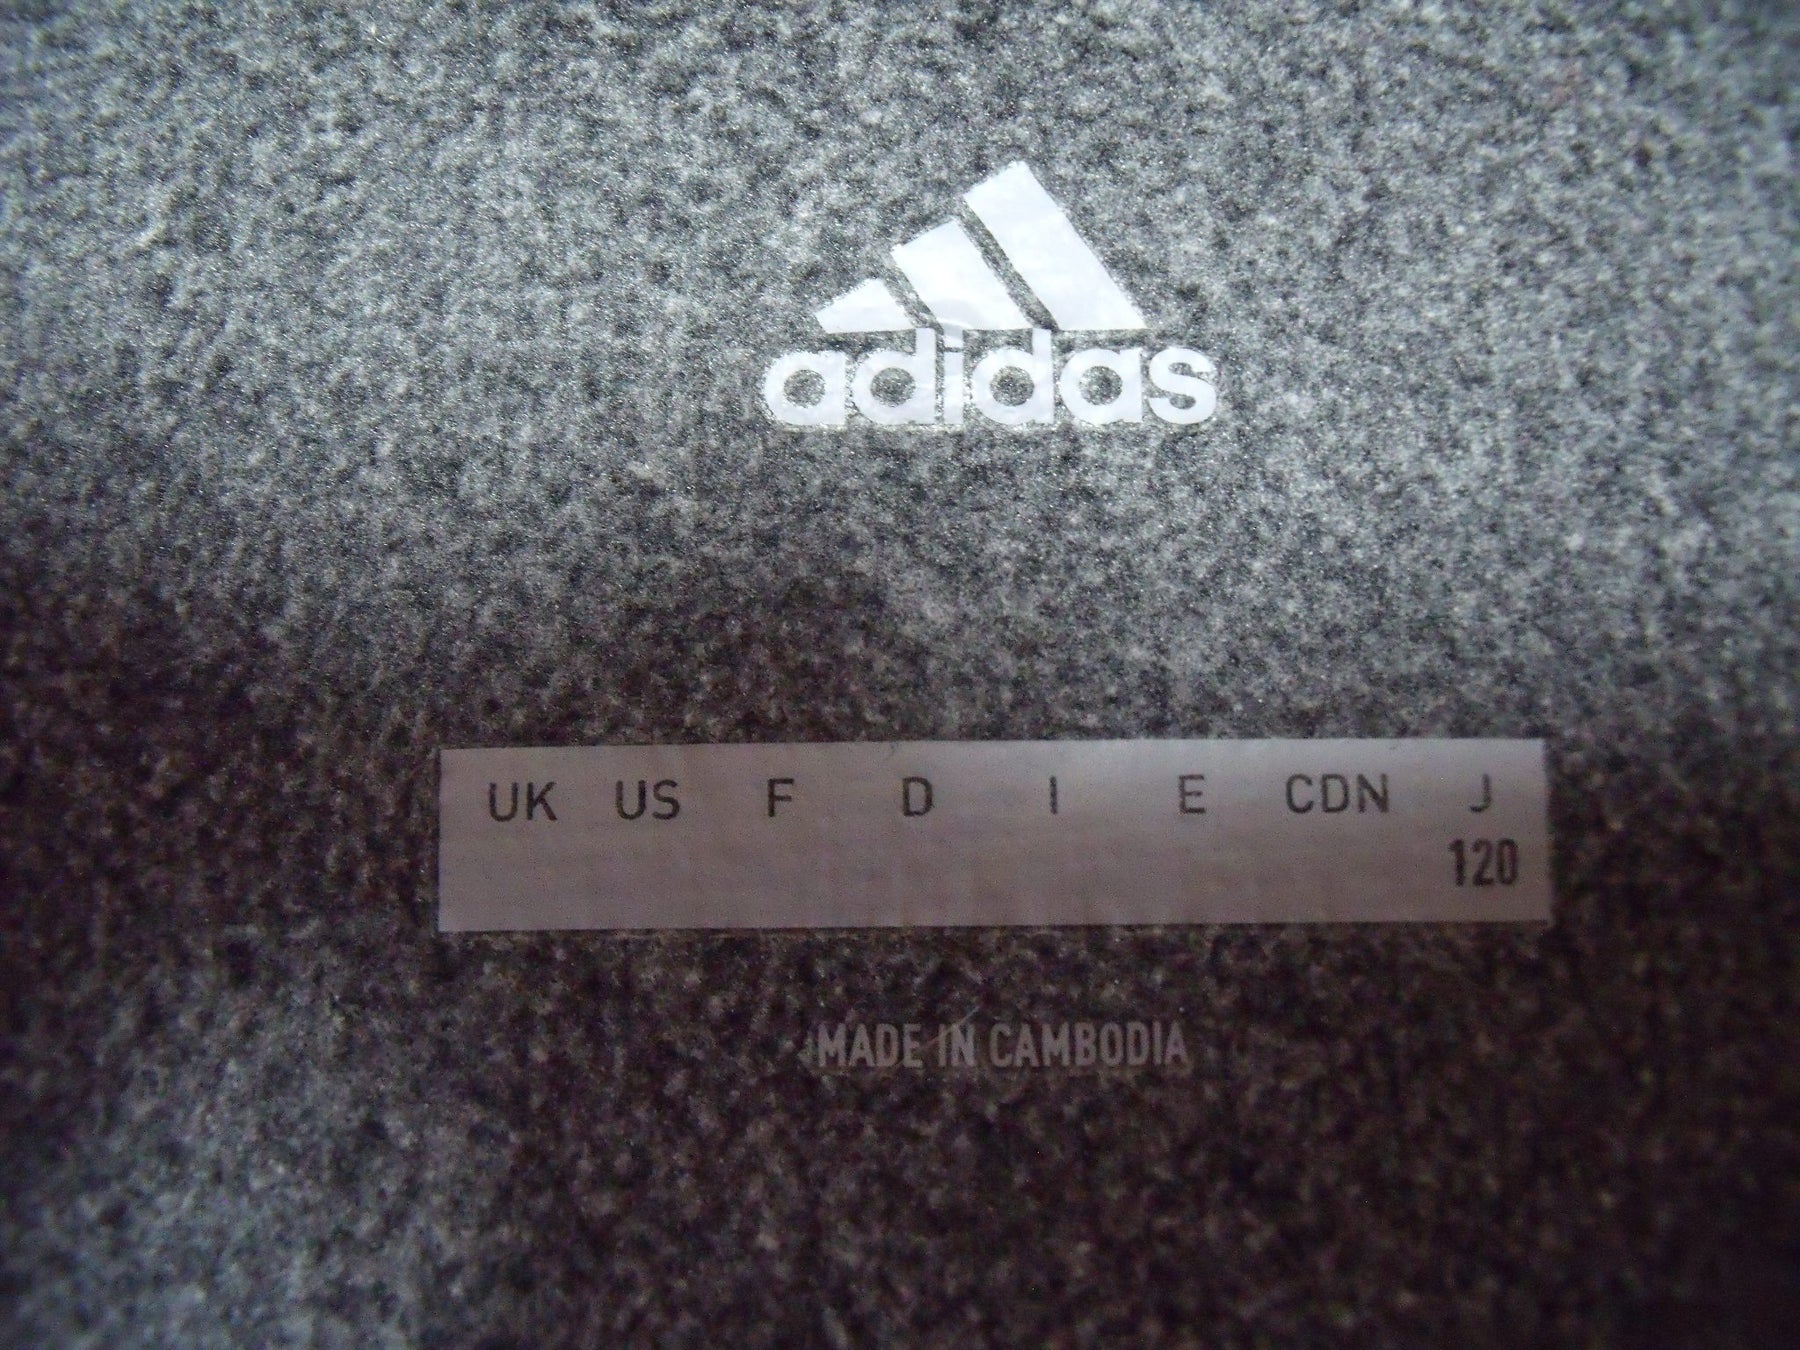 adidas
UK US F D I E CDN J
120
MADE IN CAMBODIA